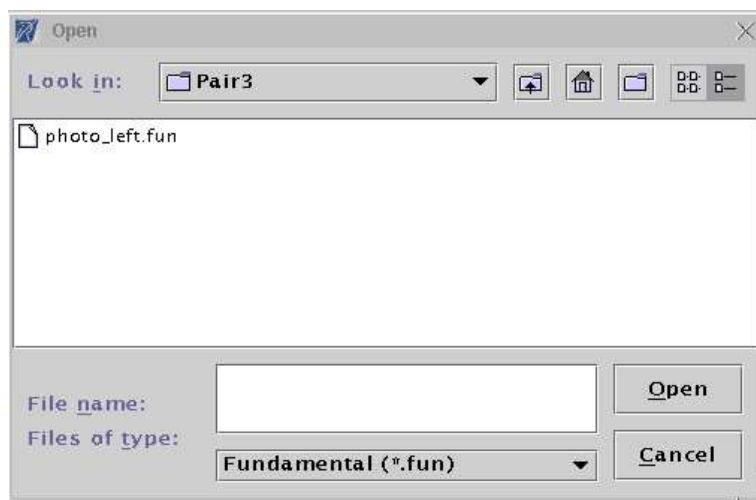 Open
Look in:
Pair3
photo_left.fun
File name:
Open
Files of type:
Fundamental (*.fun)
Cancel